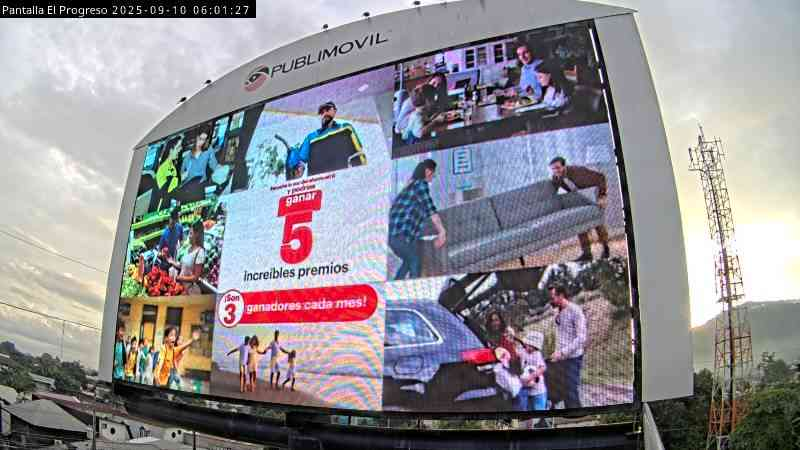 Pantalla El Progreso 2025-09-10 06:01:27
PUBLIMOVIL
y podrás
ganar
5
increíbles premios
¡Son
3
ganadores cada mes!